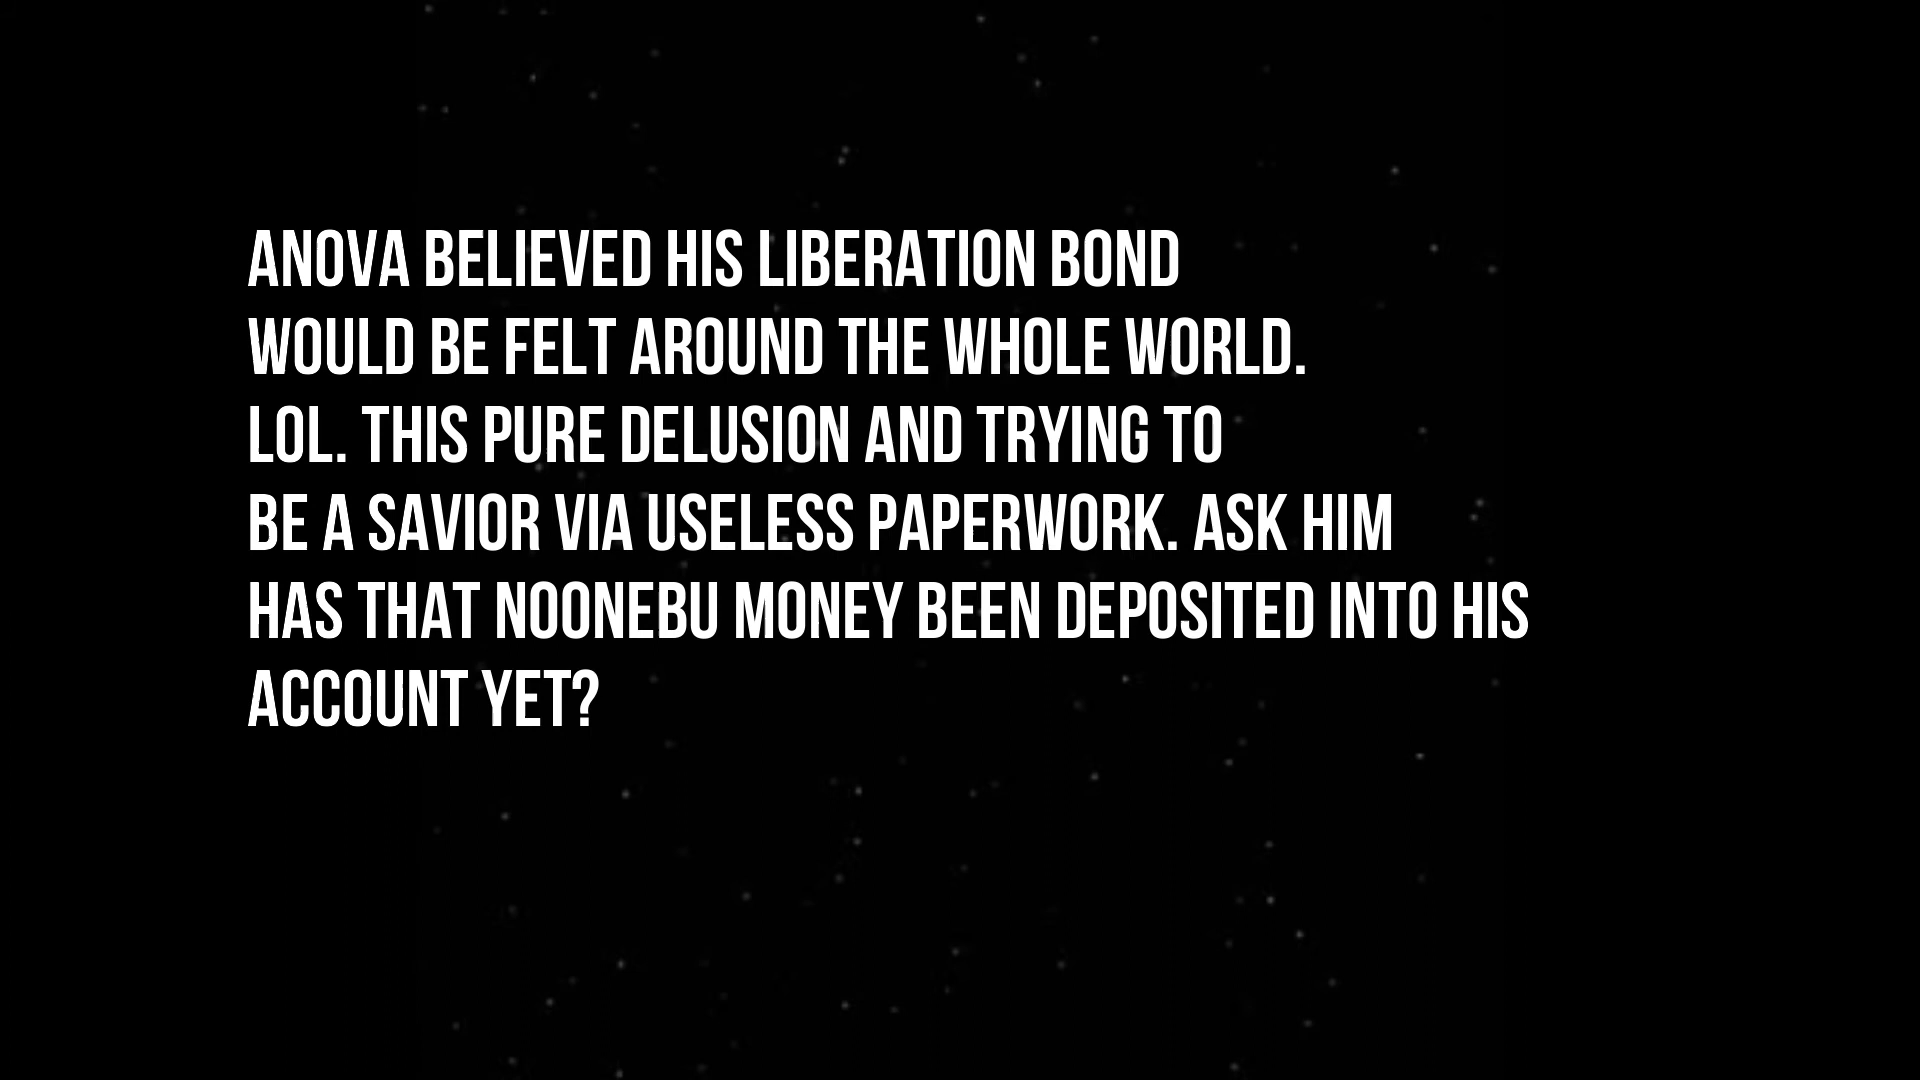 ANOVA BELIEVED HIS LIBERATION BOND
WOULD BE FELT AROUND THE WHOLE WORLD.
LOL. THIS PURE DELUSION AND TRYING TO
BE A SAVIOR VIA USELESS PAPERWORK. ASK HIM
HAS THAT NOONEBU MONEY BEEN DEPOSITED INTO HIS
ACCOUNT YET?